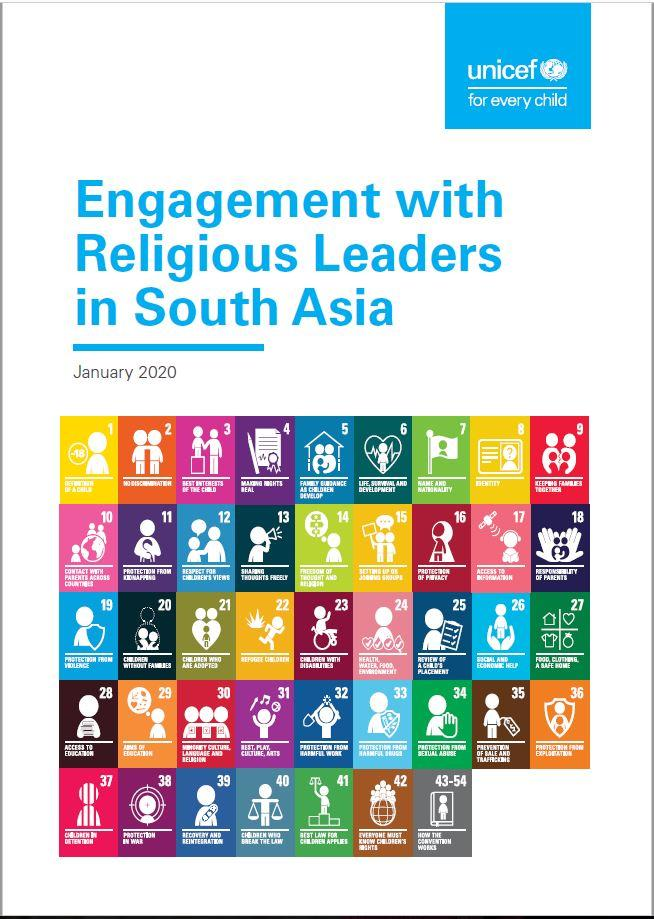 unicef
for every child
Engagement with
Religious Leaders
in South Asia
January 2020
1
DEFINITION
OF A CHILD
-18
2
NO DISCRIMINATION
3
BEST INTERESTS
OF THE CHILD
4
MAKING RIGHTS
REAL
5
FAMILY GUIDANCE
AS CHILDREN
DEVELOP
6
LIFE, SURVIVAL AND
DEVELOPMENT
7
NAME AND
NATIONALITY
8
?
IDENTITY
9
KEEPING FAMILIES
TOGETHER
10
CONTACT WITH
PARENTS ACROSS
COUNTRIES
11
PROTECTION FROM
KIDNAPPING
12
RESPECT FOR
CHILDREN'S VIEWS
13
SHARING
THOUGHTS FREELY
14
FREEDOM OF
THOUGHT AND
RELIGION
15
SETTING UP OR
JOINING GROUPS
16
PROTECTION
OF PRIVACY
17
ACCESS TO
INFORMATION
18
RESPONSIBILITY
OF PARENTS
19
PROTECTION FROM
VIOLENCE
20
CHILDREN
WITHOUT FAMILIES
21
CHILDREN WHO
ARE ADOPTED
22
REFUGEE CHILDREN
23
CHILDREN WITH
DISABILITIES
24
HEALTH,
WATER, FOOD,
ENVIRONMENT
25
REVIEW OF
A CHILD'S
PLACEMENT
26
SOCIAL AND
ECONOMIC HELP
27
FOOD, CLOTHING,
A SAFE HOME
28
ACCESS TO
EDUCATION
29
AIMS OF
EDUCATION
30
MINORITY CULTURE,
LANGUAGE AND
RELIGION
31
REST, PLAY,
CULTURE, ARTS
32
PROTECTION FROM
HARMFUL WORK
33
PROTECTION FROM
HARMFUL DRUGS
34
PROTECTION FROM
SEXUAL ABUSE
35
PREVENTION
OF SALE AND
TRAFFICKING
36
PROTECTION FROM
EXPLOITATION
37
CHILDREN IN
DETENTION
38
PROTECTION
IN WAR
39
RECOVERY AND
REINTEGRATION
40
CHILDREN WHO
BREAK THE LAW
41
BEST LAW FOR
CHILDREN APPLIES
42
EVERYONE MUST
KNOW CHILDREN'S
RIGHTS
43-54
HOW THE
CONVENTION
WORKS